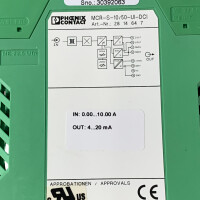 Sno.: 30392063
PHŒNIX
CONTACT
MCR-S-10/50-UI-DCI
Art.-Nr.: 28 14 64 7
IN: 0.00...10.00 A
OUT: 4...20 mA
APPROBATIONEN / APPROVALS